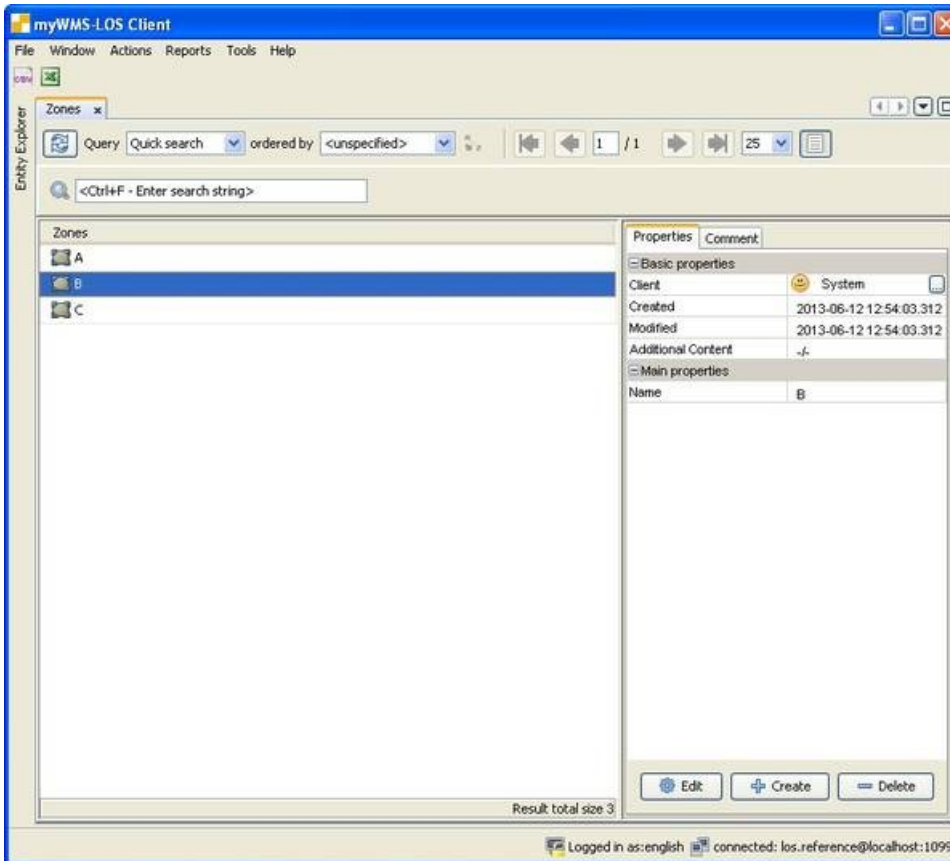 myWMS-LOS Client
File Window Actions Reports Tools Help
CSV
Entity Explorer
Zones
Query Quick search ordered by <unspecified> 1 / 1 25
<Ctrl+F - Enter search string>
Zones
A
B
C
Result total size 3
Properties Comment
Basic properties
Client System ...
Created 2013-06-12 12:54:03.312
Modified 2013-06-12 12:54:03.312
Additional Content -/-
Main properties
Name B
Edit Create Delete
Logged in as:english connected: los.reference@localhost:109